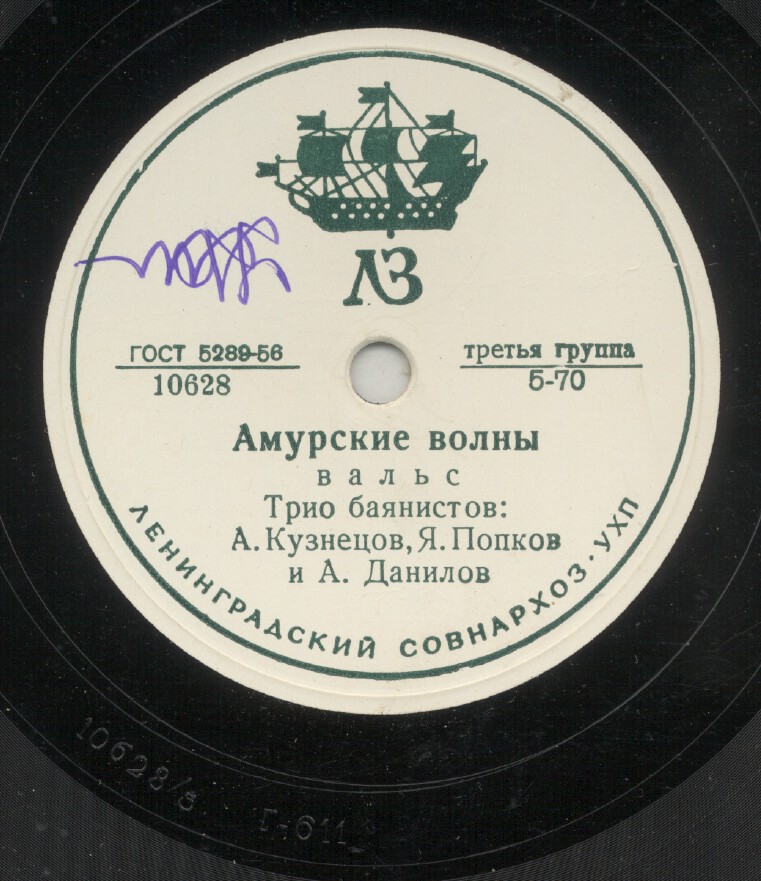 ЛЗ
ГОСТ 5289-56
10628
третья группа
5-70
Амурские волны
вальс
Трио баянистов:
А. Кузнецов, Я. Попков
и А. Данилов
ЛЕНИНГРАДСКИЙ СОВНАРХОЗ · УХП
10628/3 Г-611